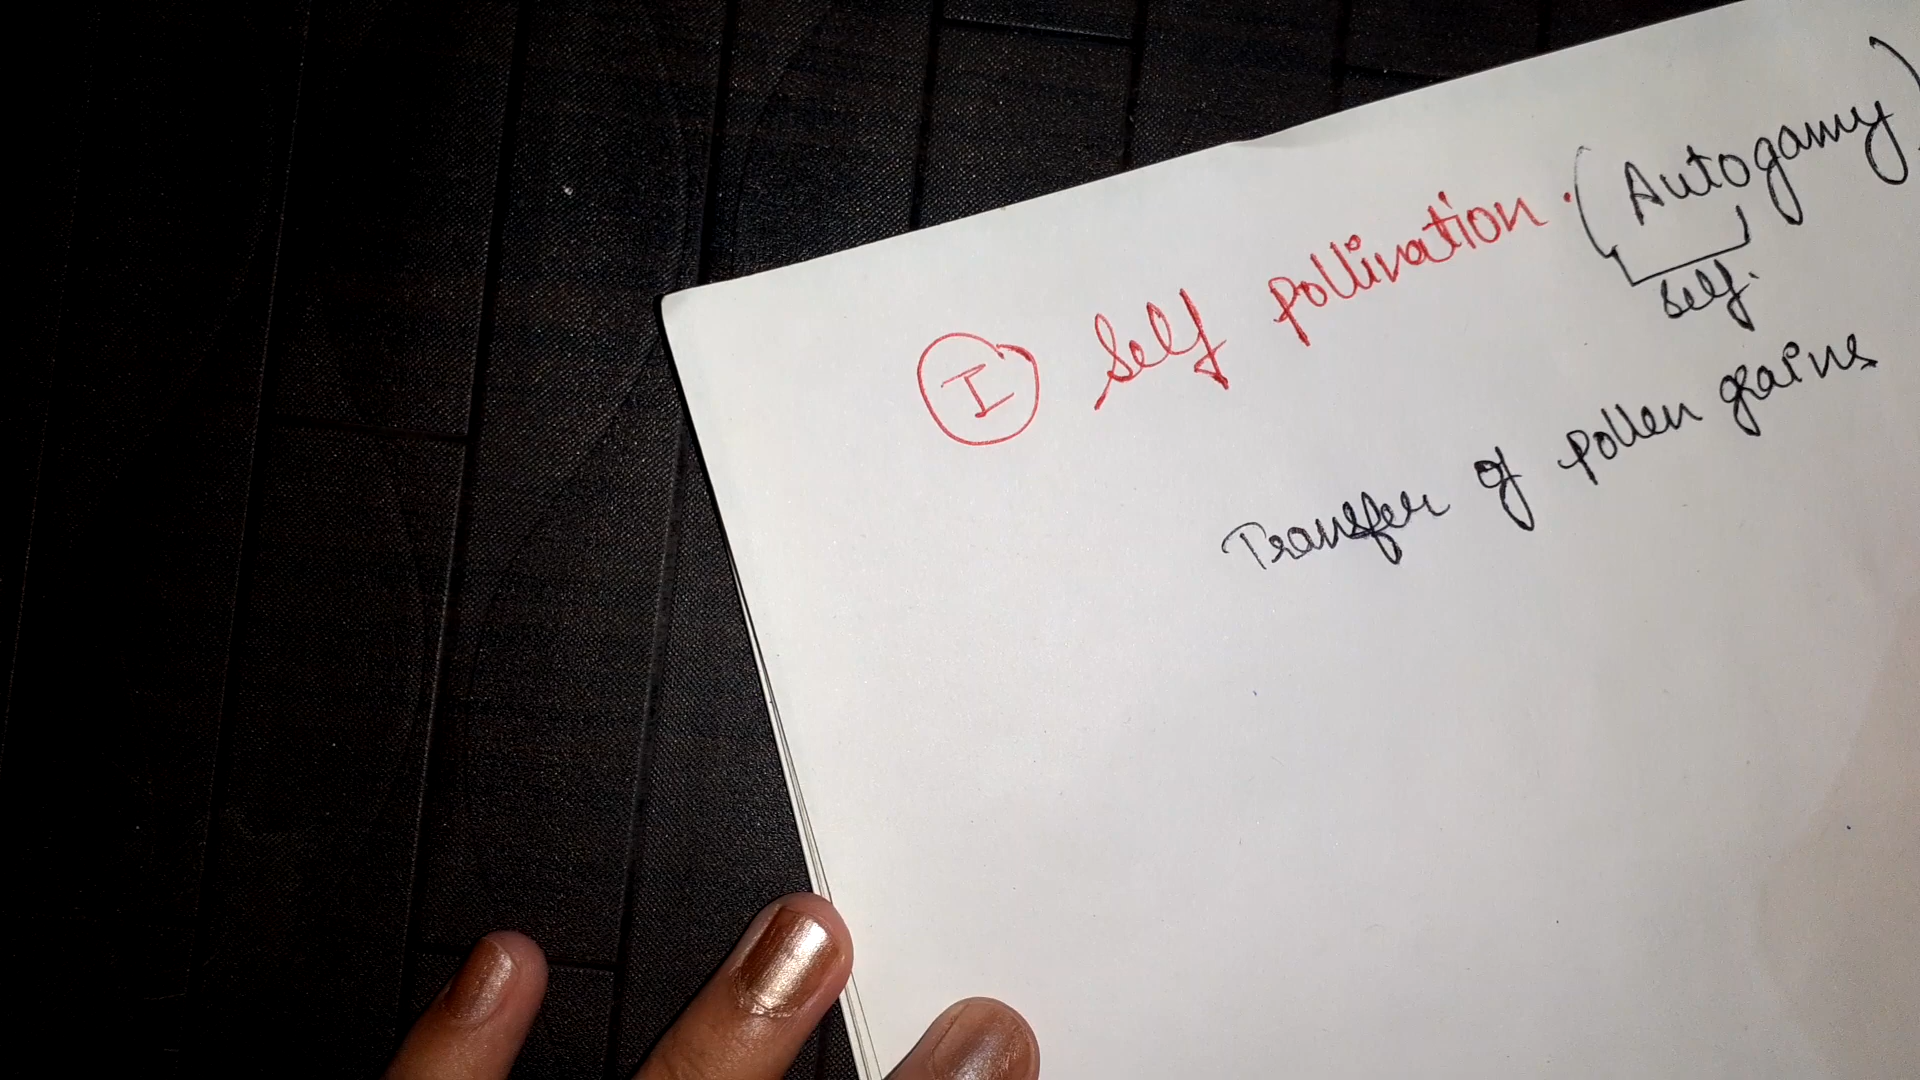 I Self pollination. (Autogamy)
self.
Transfer of pollen grains